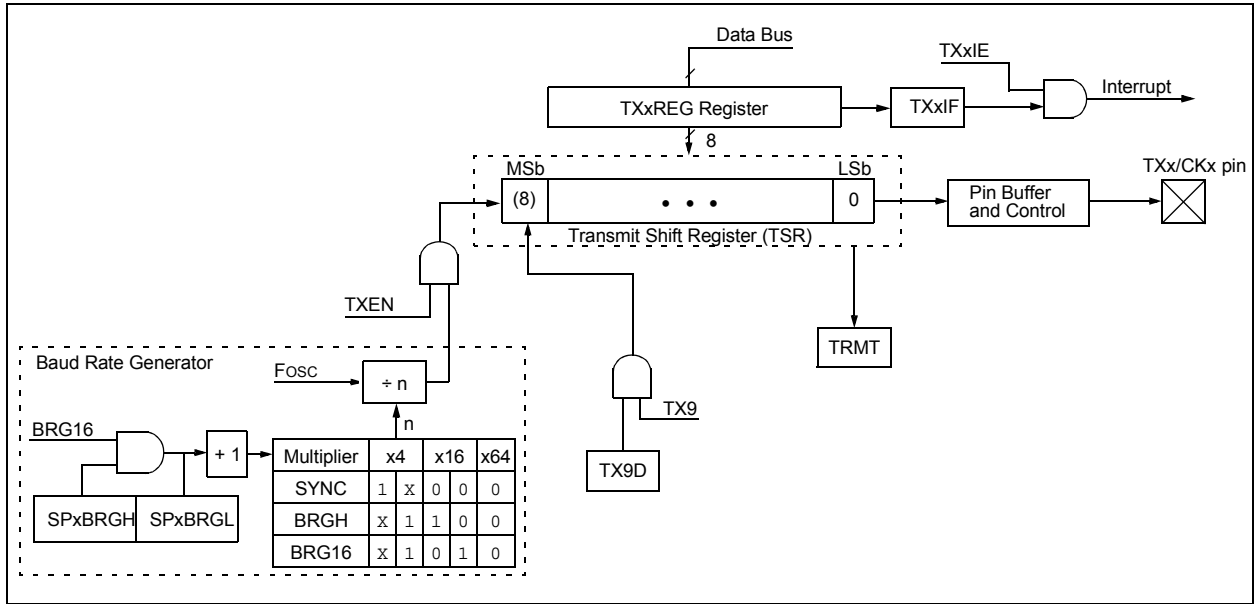 Data Bus
TXxIE
Interrupt
TXxREG Register
TXxIF
8
MSb
LSb
TXx/CKx pin
(8)
• • •
0
Pin Buffer
and Control
Transmit Shift Register (TSR)
TXEN
TRMT
Baud Rate Generator
FOSC
÷ n
TX9
n
BRG16
+ 1
Multiplier x4 x16 x64
TX9D
SYNC 1 X 0 0 0
SPxBRGH SPxBRGL
BRGH X 1 1 0 0
BRG16 X 1 0 1 0